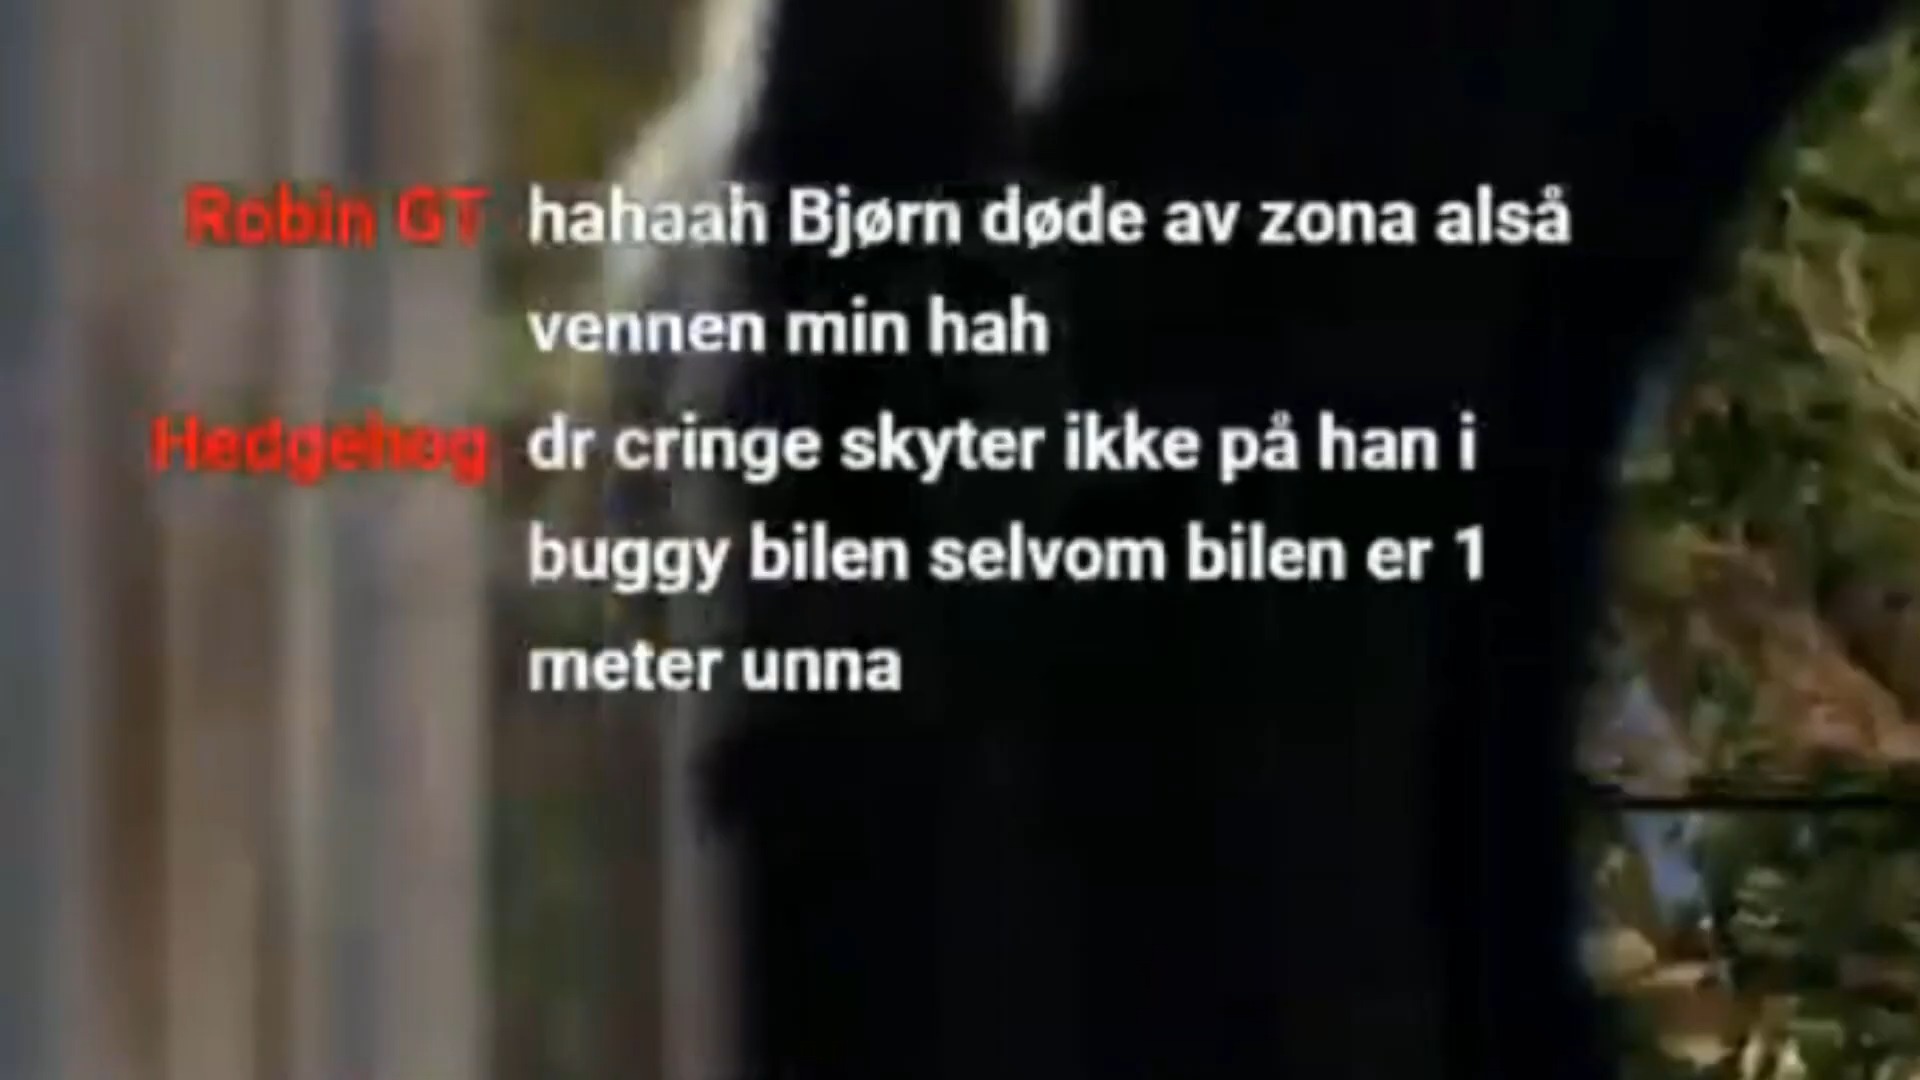 Robin GT hahaah Bjørn døde av zona alså
vennen min hah
Hedgehog dr cringe skyter ikke på han i
buggy bilen selvom bilen er 1
meter unna